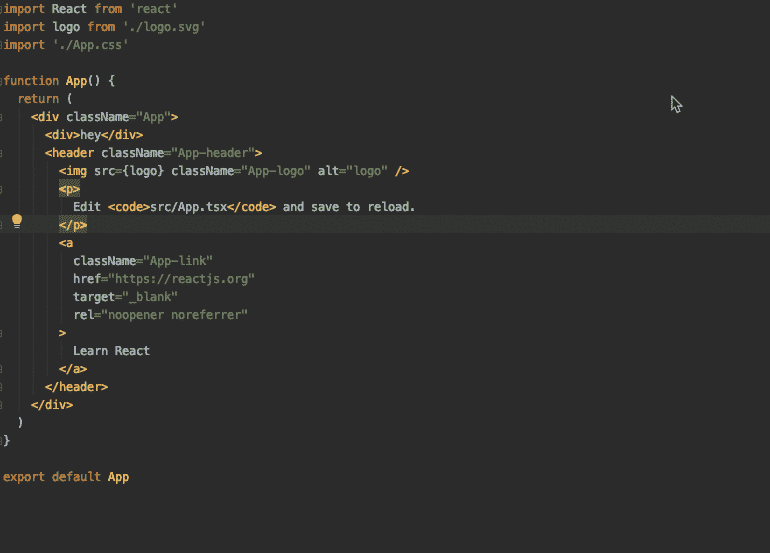 import React from 'react'
import logo from './logo.svg'
import './App.css'
function App() {
return (
<div className="App">
<div>hey</div>
<header className="App-header">
<img src={logo} className="App-logo" alt="logo" />
<p>
Edit <code>src/App.tsx</code> and save to reload.
</p>
<a
className="App-link"
href="https://reactjs.org"
target="_blank"
rel="noopener noreferrer"
>
Learn React
</a>
</header>
</div>
)
}
export default App